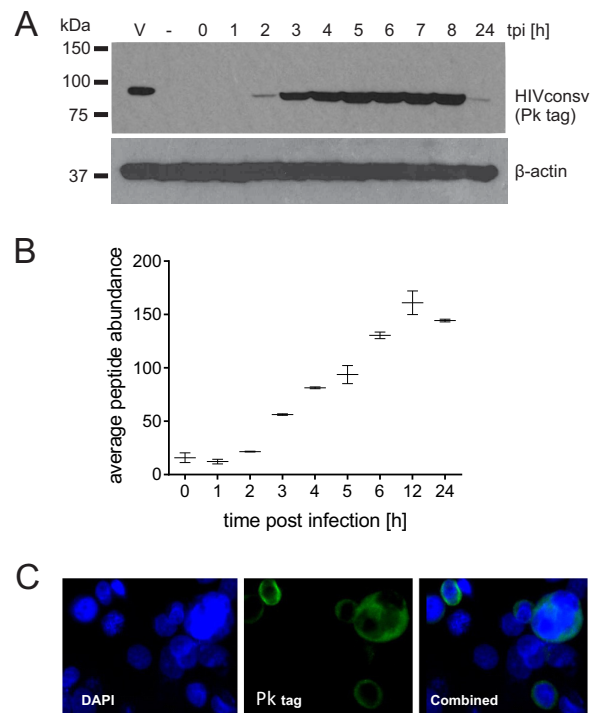 A
kDa V - 0 1 2 3 4 5 6 7 8 24 tpi [h]
150
100
75
HIVconsv
(Pk tag)
37
β-actin
B
average peptide abundance
200
150
100
50
0
0 1 2 3 4 5 6 12 24
time post infection [h]
C
DAPI
Pk tag
Combined